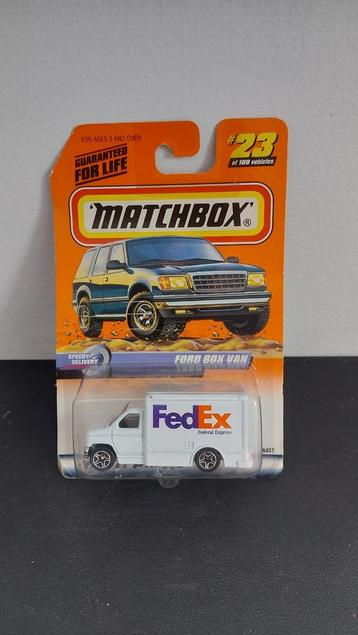 FOR AGES 3 AND OVER
GUARANTEED
FOR LIFE
#23
of 100 vehicles
"MATCHBOX"®
SPEEDY
DELIVERY
FORD BOX VAN
FedEx
Federal Express